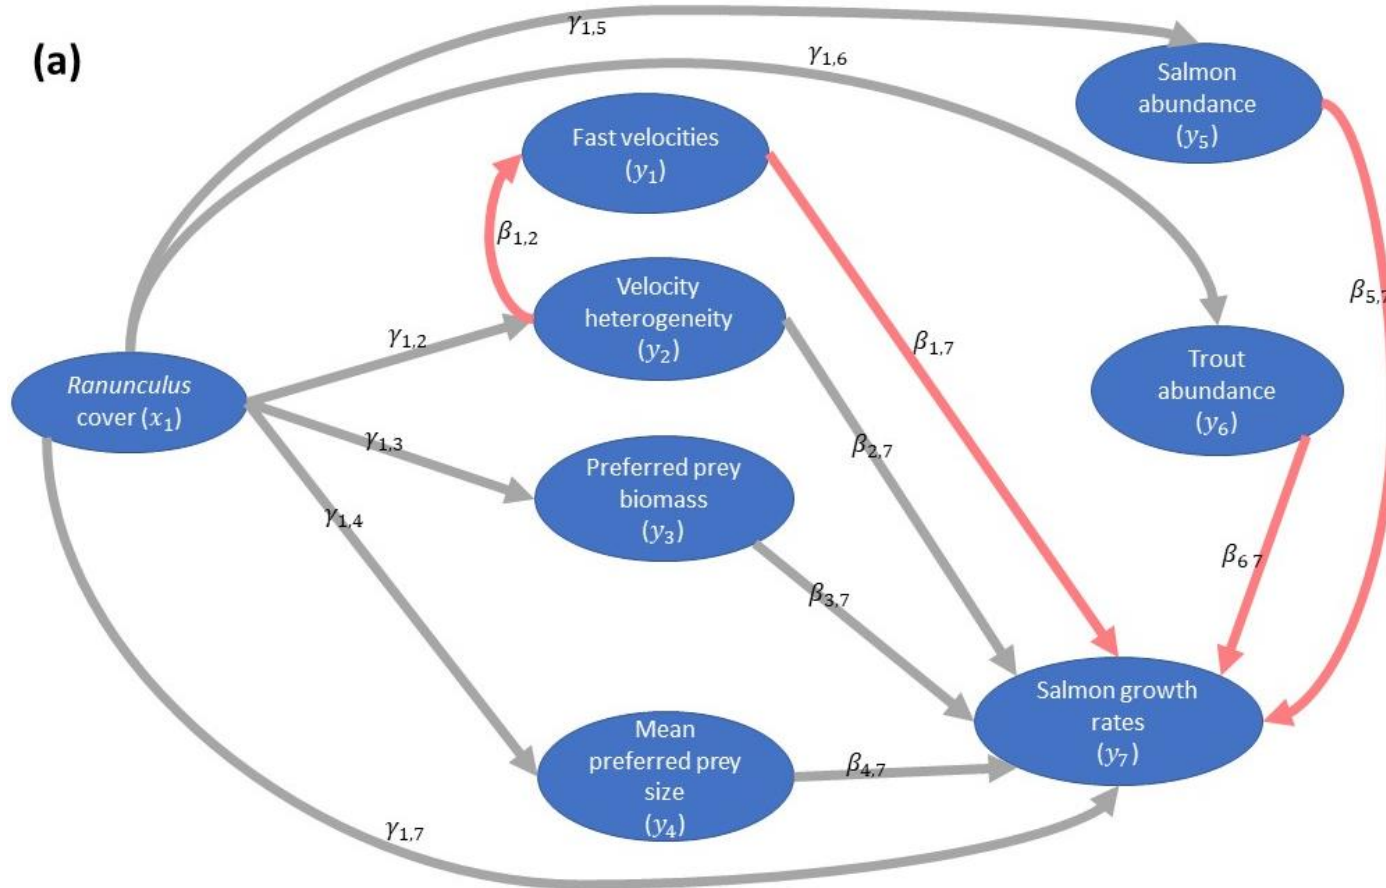 (a)
γ1,5
γ1,6
Salmon
abundance
(y5)
Fast velocities
(y1)
β1,2
Velocity
heterogeneity
(y2)
γ1,2
β1,7
β5,7
Ranunculus
cover (x1)
Trout
abundance
(y6)
γ1,3
β2,7
Preferred prey
biomass
(y3)
γ1,4
β6 7
β3,7
Salmon growth
rates
(y7)
Mean
preferred prey
size
(y4)
β4,7
γ1,7